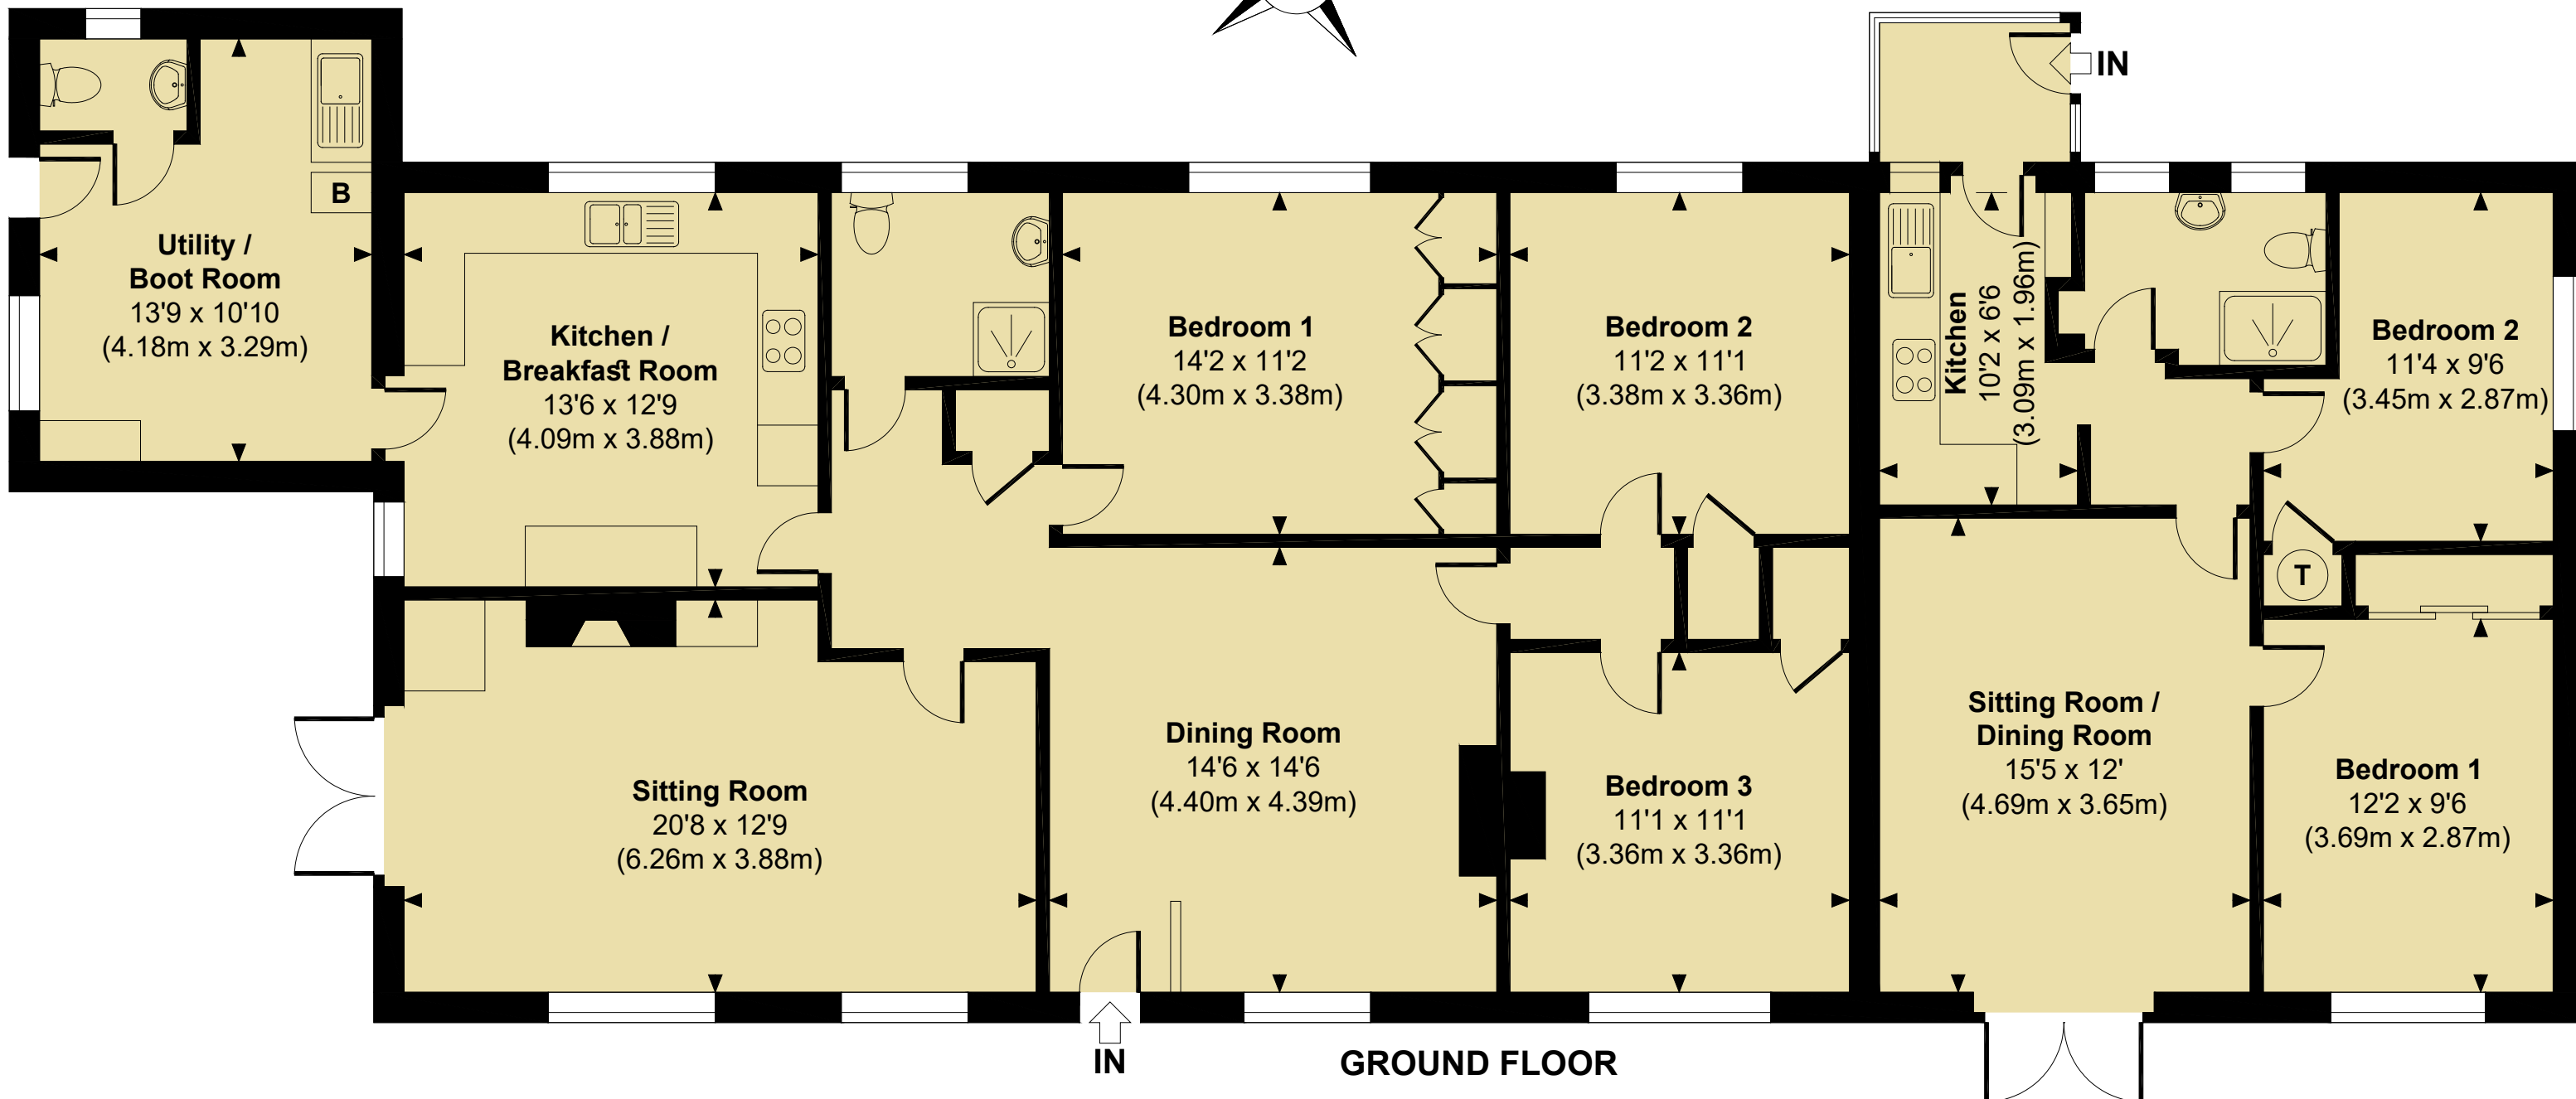 IN
B
Utility /
Boot Room
13'9 x 10'10
(4.18m x 3.29m)
Kitchen /
Breakfast Room
13'6 x 12'9
(4.09m x 3.88m)
Bedroom 1
14'2 x 11'2
(4.30m x 3.38m)
Bedroom 2
11'2 x 11'1
(3.38m x 3.36m)
Kitchen
10'2 x 6'6
(3.09m x 1.96m)
Bedroom 2
11'4 x 9'6
(3.45m x 2.87m)
T
Sitting Room
20'8 x 12'9
(6.26m x 3.88m)
Dining Room
14'6 x 14'6
(4.40m x 4.39m)
Bedroom 3
11'1 x 11'1
(3.36m x 3.36m)
Sitting Room /
Dining Room
15'5 x 12'
(4.69m x 3.65m)
Bedroom 1
12'2 x 9'6
(3.69m x 2.87m)
IN
GROUND FLOOR